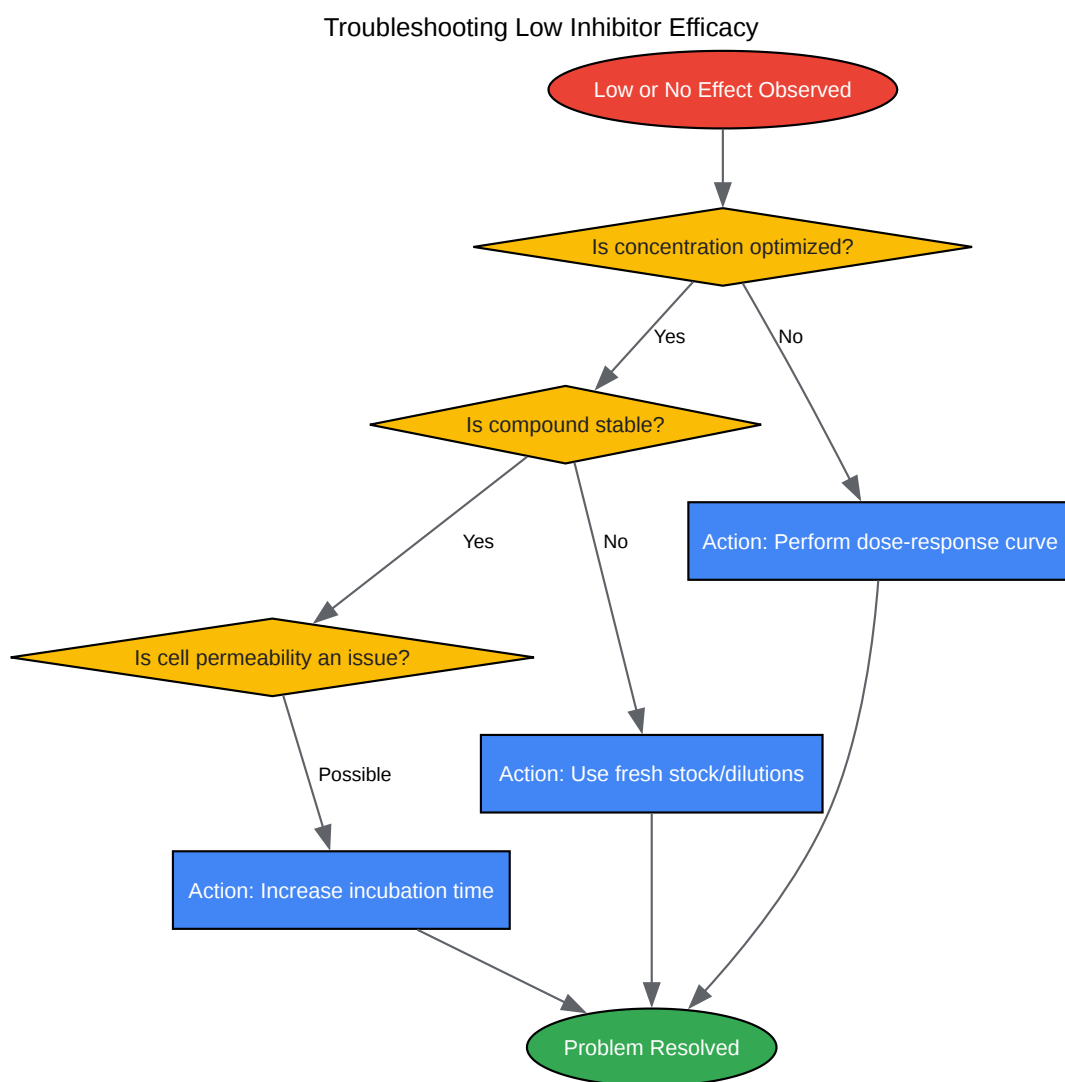 Troubleshooting Low Inhibitor Efficacy
Low or No Effect Observed
Is concentration optimized?
Yes
No
Is compound stable?
Action: Perform dose-response curve
Yes
No
Is cell permeability an issue?
Possible
Action: Use fresh stock/dilutions
Action: Increase incubation time
Problem Resolved